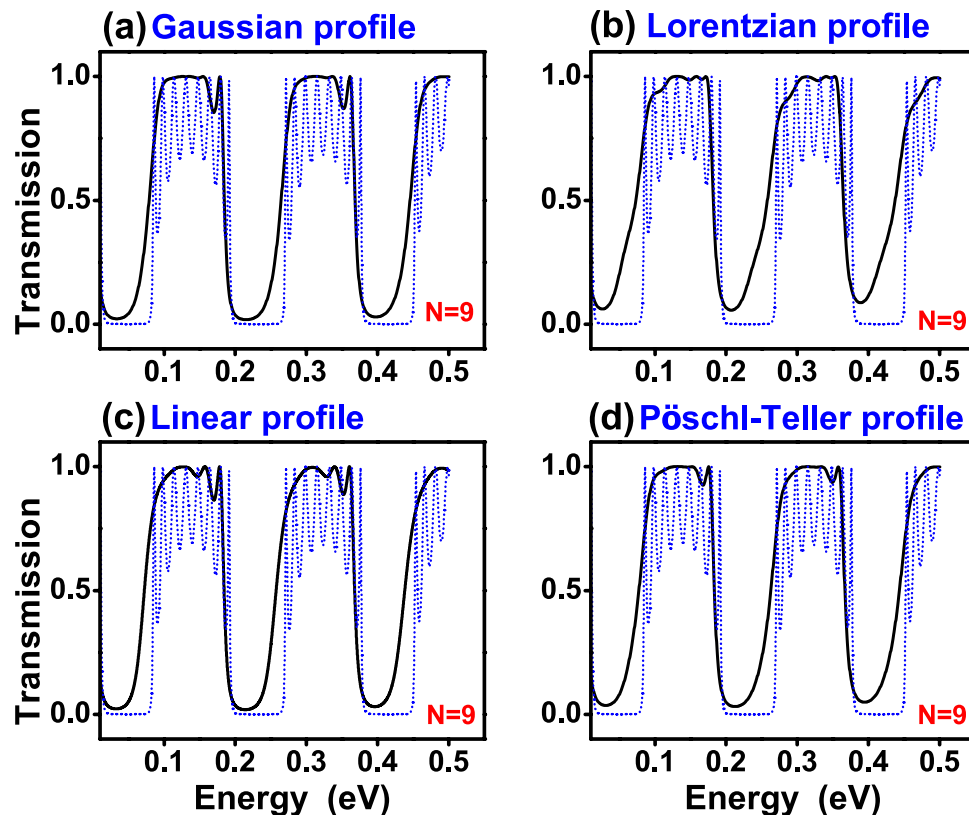 (a) Gaussian profile
(b) Lorentzian profile
Transmission
1.0
0.5
0.0
N=9
0.1 0.2 0.3 0.4 0.5
1.0
0.5
0.0
N=9
0.1 0.2 0.3 0.4 0.5
(c) Linear profile
(d) Pöschl-Teller profile
Transmission
1.0
0.5
0.0
N=9
0.1 0.2 0.3 0.4 0.5
Energy (eV)
1.0
0.5
0.0
N=9
0.1 0.2 0.3 0.4 0.5
Energy (eV)